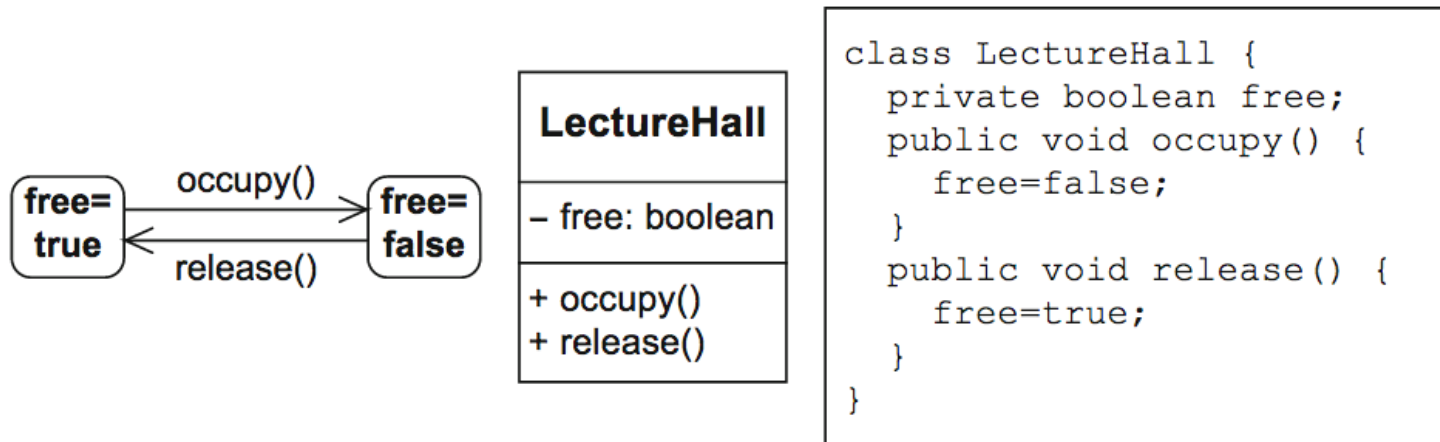 free=
true
occupy()
release()
free=
false
LectureHall
– free: boolean
+ occupy()
+ release()
class LectureHall {
  private boolean free;
  public void occupy() {
    free=false;
  }
  public void release() {
    free=true;
  }
}